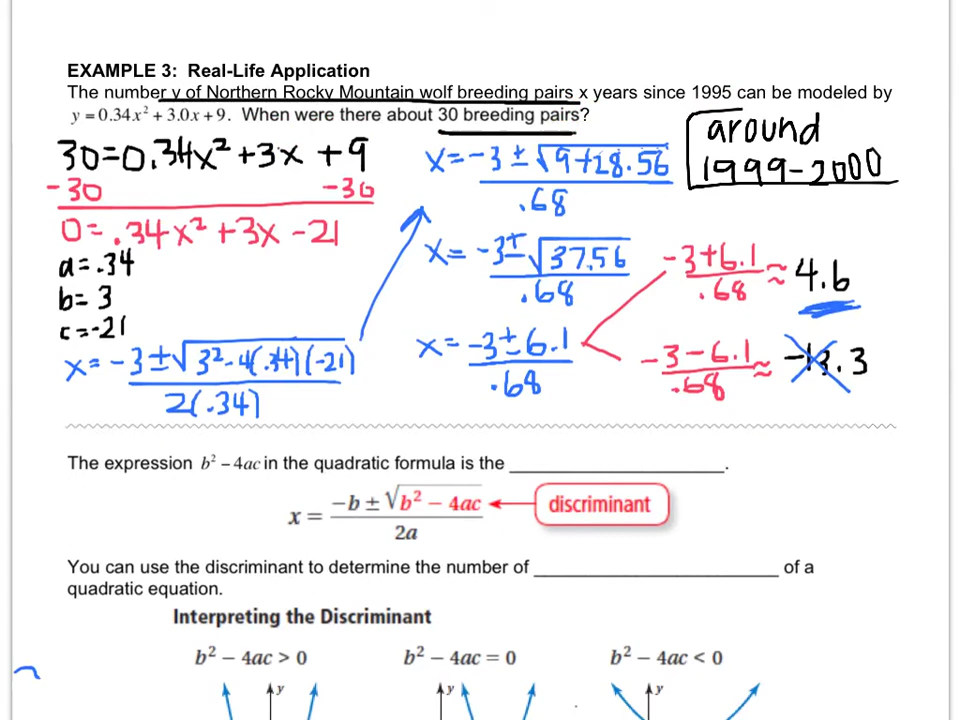 EXAMPLE 3: Real-Life Application
The number y of Northern Rocky Mountain wolf breeding pairs x years since 1995 can be modeled by
y = 0.34x² + 3.0x + 9. When were there about 30 breeding pairs?
around
1999-2000
30=0.34x²+3x+9
-30 -30
0=.34x²+3x-21
a=.34
b=3
c=-21
x=-3±√3²-4(.34)(-21)
2(.34)
x=-3±√9+28.56
.68
x=-3±√37.56
.68
x=-3±6.1
.68
-3+6.1 ≈ 4.6
.68
-3-6.1 ≈ -13.3
.68
The expression b² – 4ac in the quadratic formula is the ____________________.
x = -b ± √b² – 4ac
2a
discriminant
You can use the discriminant to determine the number of ______________________ of a
quadratic equation.
Interpreting the Discriminant
b² – 4ac > 0 b² – 4ac = 0 b² – 4ac < 0
y y y